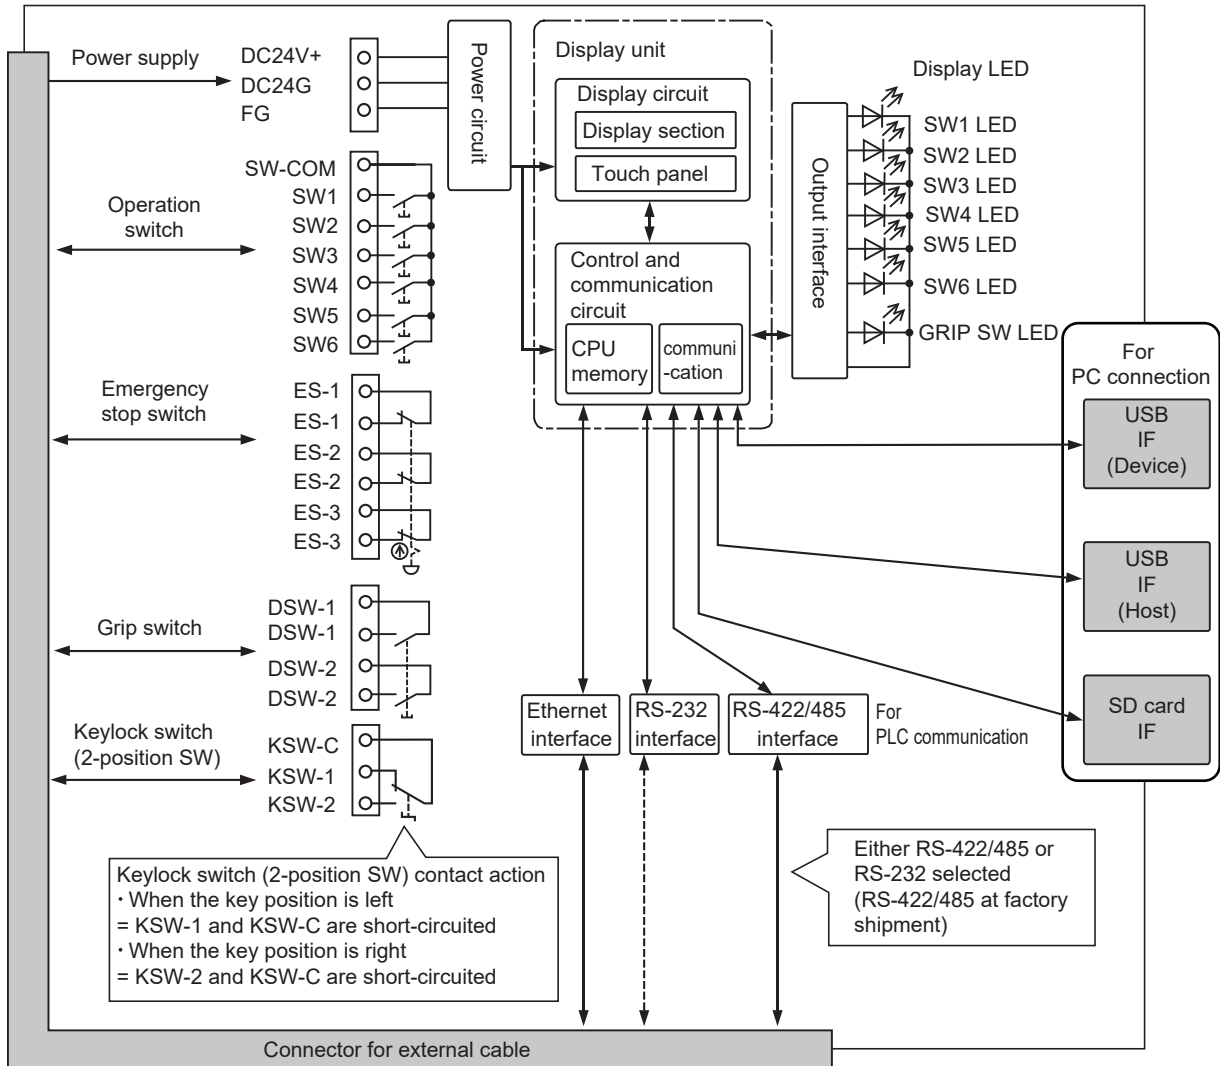 Power supply
DC24V+
DC24G
FG
Power circuit
Display unit
Display circuit
Display section
Touch panel
Control and
communication
circuit
CPU
memory
communi
-cation
Output interface
Display LED
SW1 LED
SW2 LED
SW3 LED
SW4 LED
SW5 LED
SW6 LED
GRIP SW LED
Operation
switch
SW-COM
SW1
SW2
SW3
SW4
SW5
SW6
Emergency
stop switch
ES-1
ES-1
ES-2
ES-2
ES-3
ES-3
Grip switch
DSW-1
DSW-1
DSW-2
DSW-2
Keylock switch
(2-position SW)
KSW-C
KSW-1
KSW-2
For
PC connection
USB
IF
(Device)
USB
IF
(Host)
SD card
IF
Ethernet
interface
RS-232
interface
RS-422/485
interface
For
PLC communication
Keylock switch (2-position SW) contact action
・When the key position is left
= KSW-1 and KSW-C are short-circuited
・When the key position is right
= KSW-2 and KSW-C are short-circuited
Either RS-422/485 or
RS-232 selected
(RS-422/485 at factory
shipment)
Connector for external cable